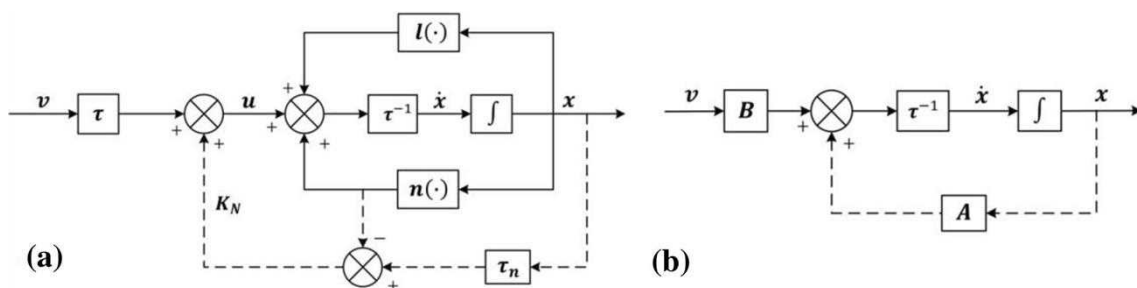 l(·)
+
v τ + u + τ⁻¹ ẋ ∫ x
+ +
n(·)
K_N
−
+ τ_n
(a)
v B + τ⁻¹ ẋ ∫ x
+
A
(b)